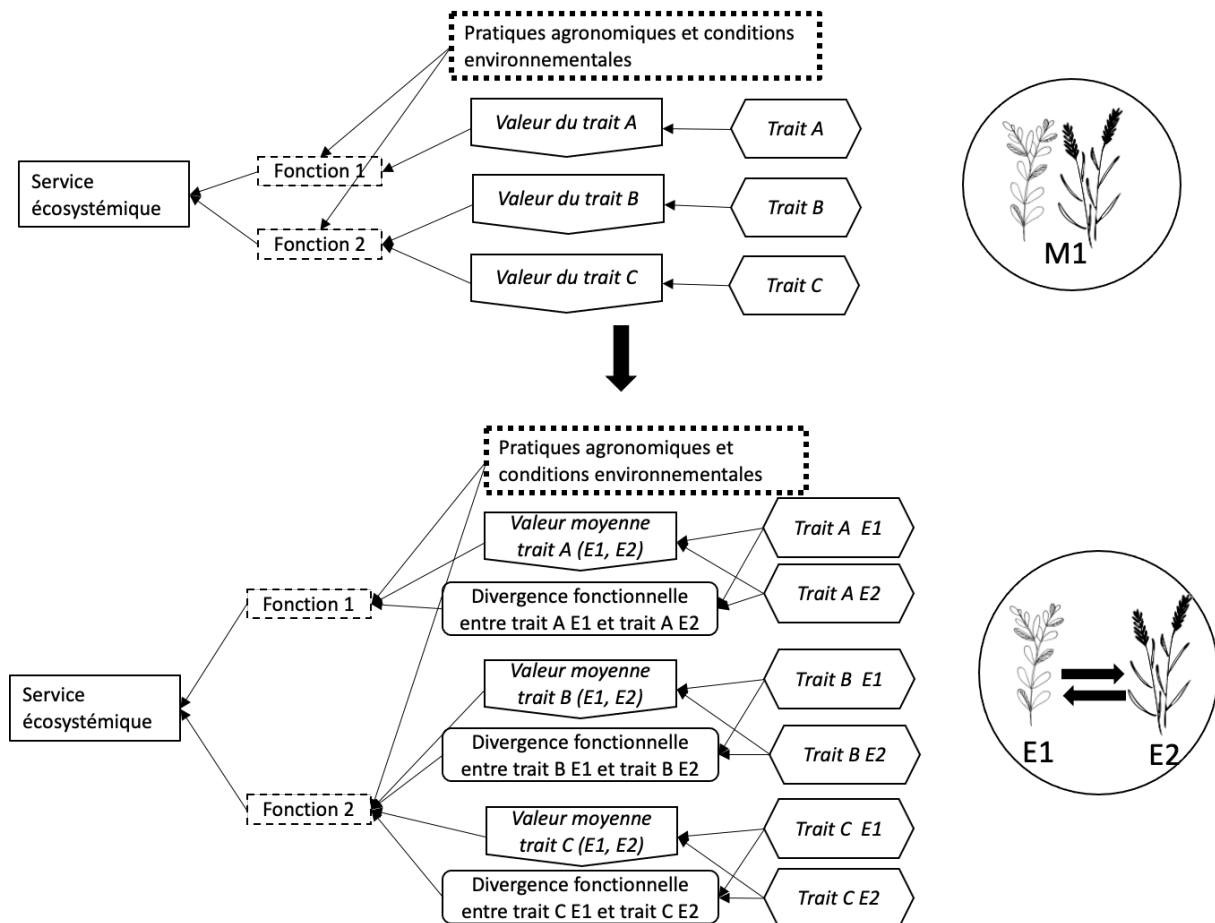 Pratiques agronomiques et conditions
environnementales
Valeur du trait A
Trait A
Fonction 1
Service
écosystémique
Valeur du trait B
Trait B
Fonction 2
Valeur du trait C
Trait C
M1
Pratiques agronomiques et
conditions environnementales
Valeur moyenne
trait A (E1, E2)
Trait A E1
Fonction 1
Divergence fonctionnelle
entre trait A E1 et trait A E2
Trait A E2
Service
écosystémique
Valeur moyenne
trait B (E1, E2)
Trait B E1
Divergence fonctionnelle
entre trait B E1 et trait B E2
Trait B E2
Fonction 2
Valeur moyenne
trait C (E1, E2)
Trait C E1
Divergence fonctionnelle
entre trait C E1 et trait C E2
Trait C E2
E1
E2